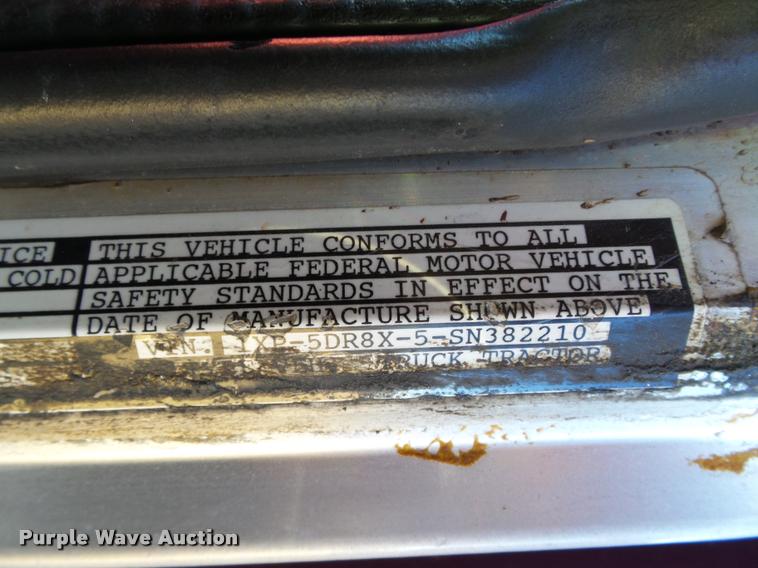 ICE THIS VEHICLE CONFORMS TO ALL
COLD APPLICABLE FEDERAL MOTOR VEHICLE
SAFETY STANDARDS IN EFFECT ON THE
DATE OF MANUFACTURE SHOWN ABOVE
VIN: 1XP-5DR8X-5-SN382210
TRUCK TRACTOR
Purple Wave Auction